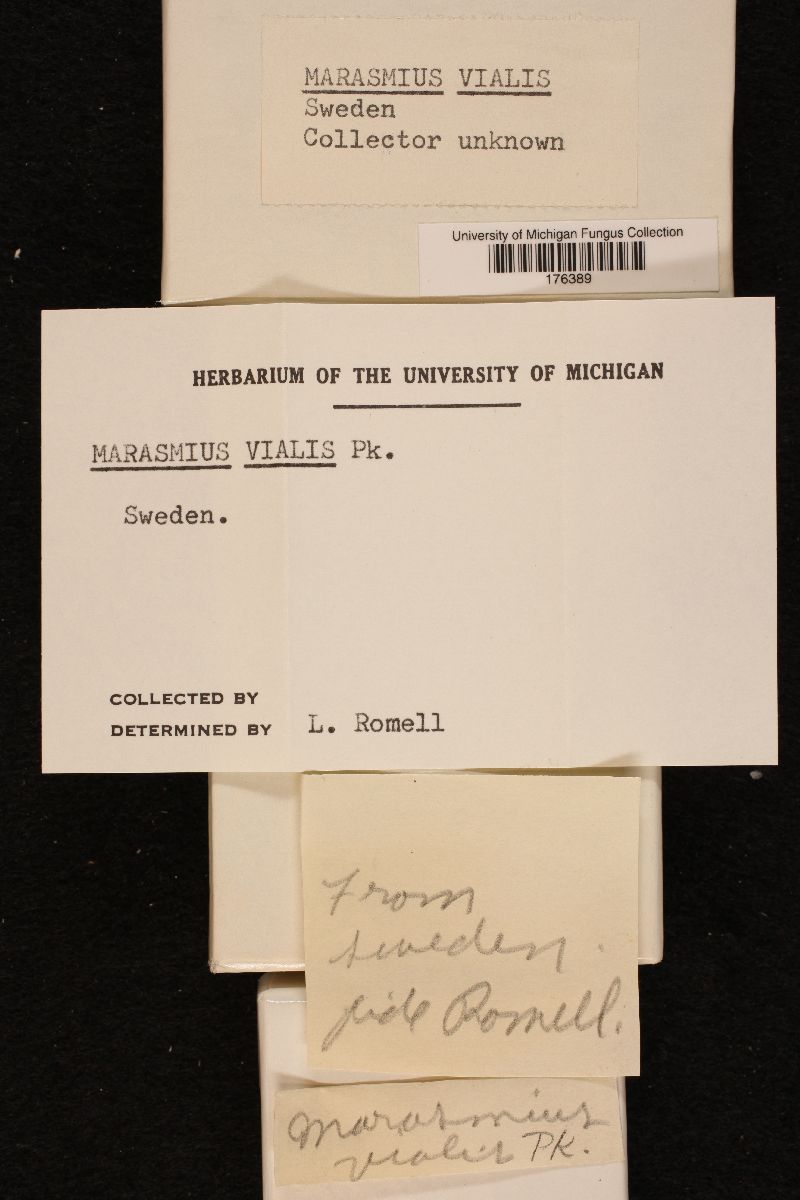 MARASMIUS VIALIS
Sweden
Collector unknown
University of Michigan Fungus Collection
176389
HERBARIUM OF THE UNIVERSITY OF MICHIGAN
MARASMIUS VIALIS Pk.
Sweden.
COLLECTED BY
DETERMINED BY L. Romell
From
Sweden.
fide Romell.
Marasmius
vialis PK.